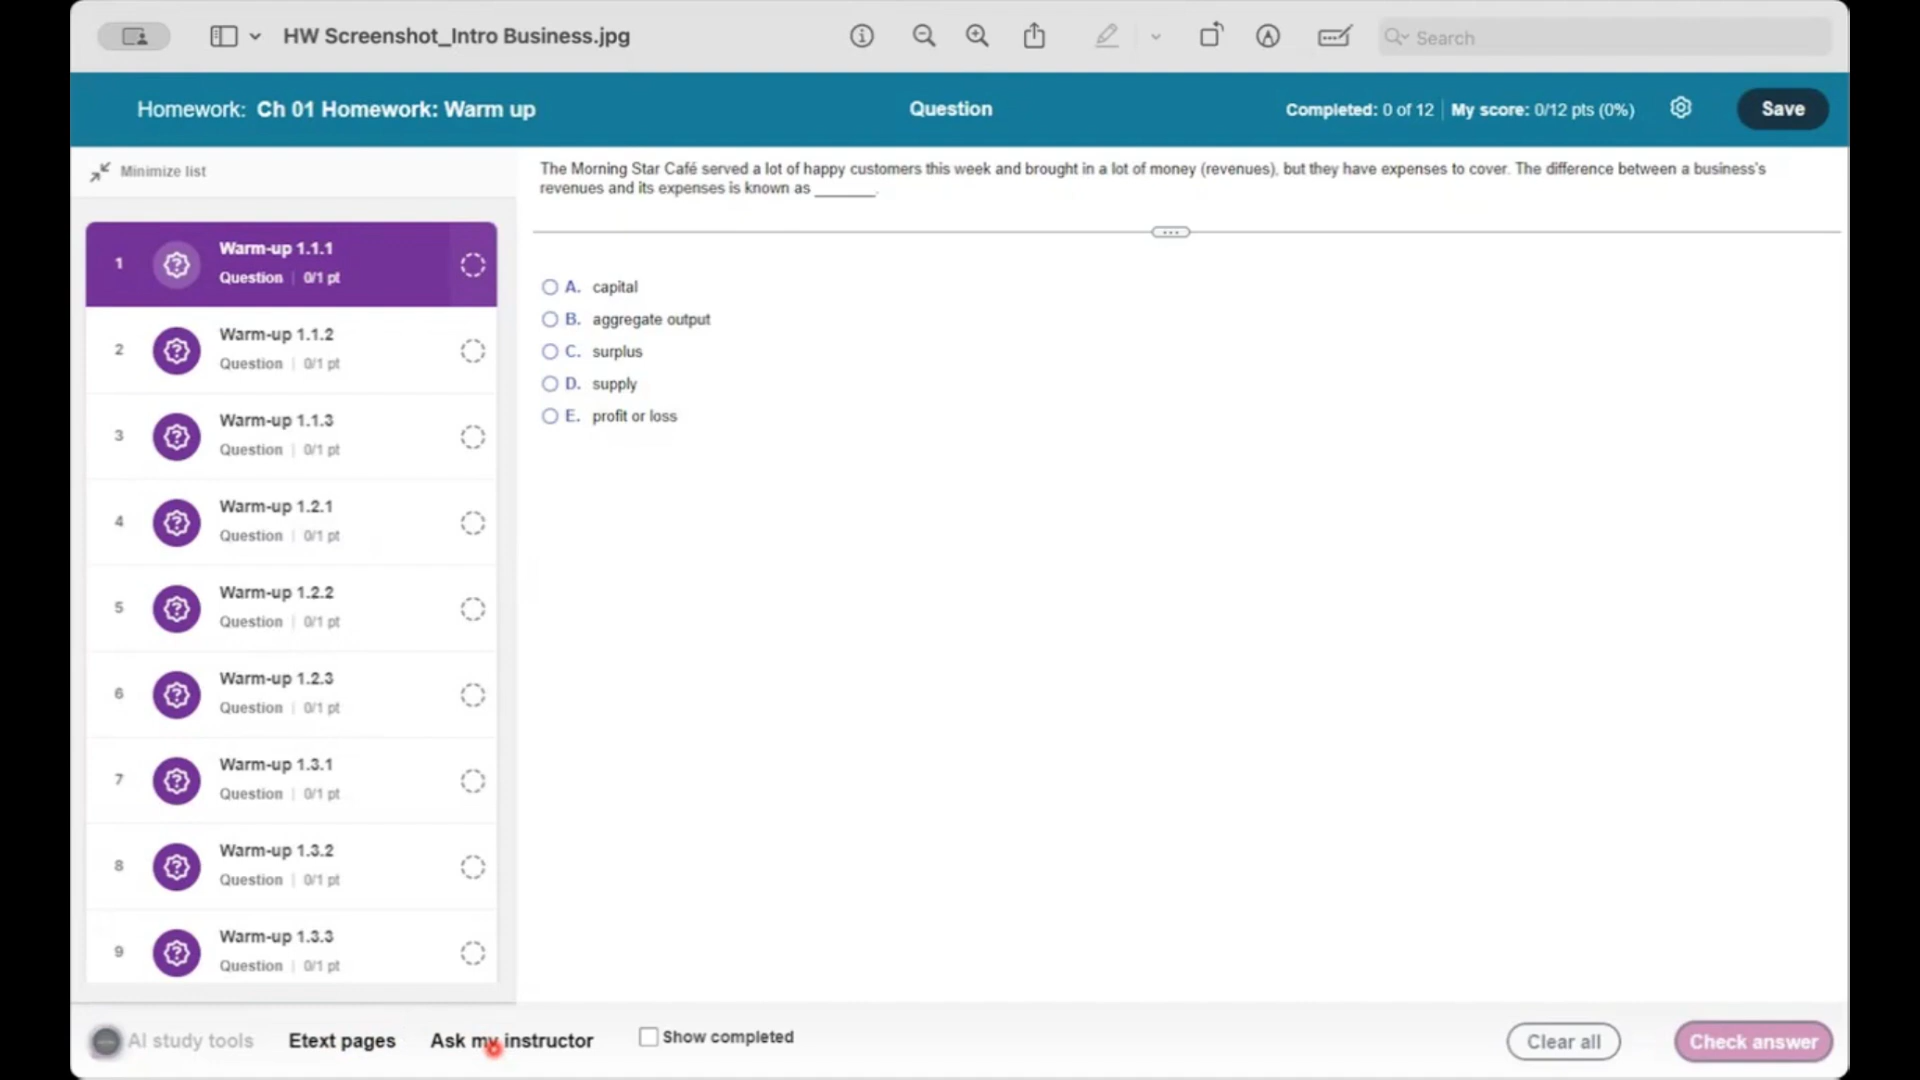 HW Screenshot_Intro Business.jpg
Search
Homework: Ch 01 Homework: Warm up
Question
Completed: 0 of 12
My score: 0/12 pts (0%)
Save
Minimize list
The Morning Star Café served a lot of happy customers this week and brought in a lot of money (revenues), but they have expenses to cover. The difference between a business's
revenues and its expenses is known as _______.
1
Warm-up 1.1.1
Question | 0/1 pt
2
Warm-up 1.1.2
Question | 0/1 pt
3
Warm-up 1.1.3
Question | 0/1 pt
4
Warm-up 1.2.1
Question | 0/1 pt
5
Warm-up 1.2.2
Question | 0/1 pt
6
Warm-up 1.2.3
Question | 0/1 pt
7
Warm-up 1.3.1
Question | 0/1 pt
8
Warm-up 1.3.2
Question | 0/1 pt
9
Warm-up 1.3.3
Question | 0/1 pt
A. capital
B. aggregate output
C. surplus
D. supply
E. profit or loss
AI study tools
Etext pages
Ask my instructor
Show completed
Clear all
Check answer